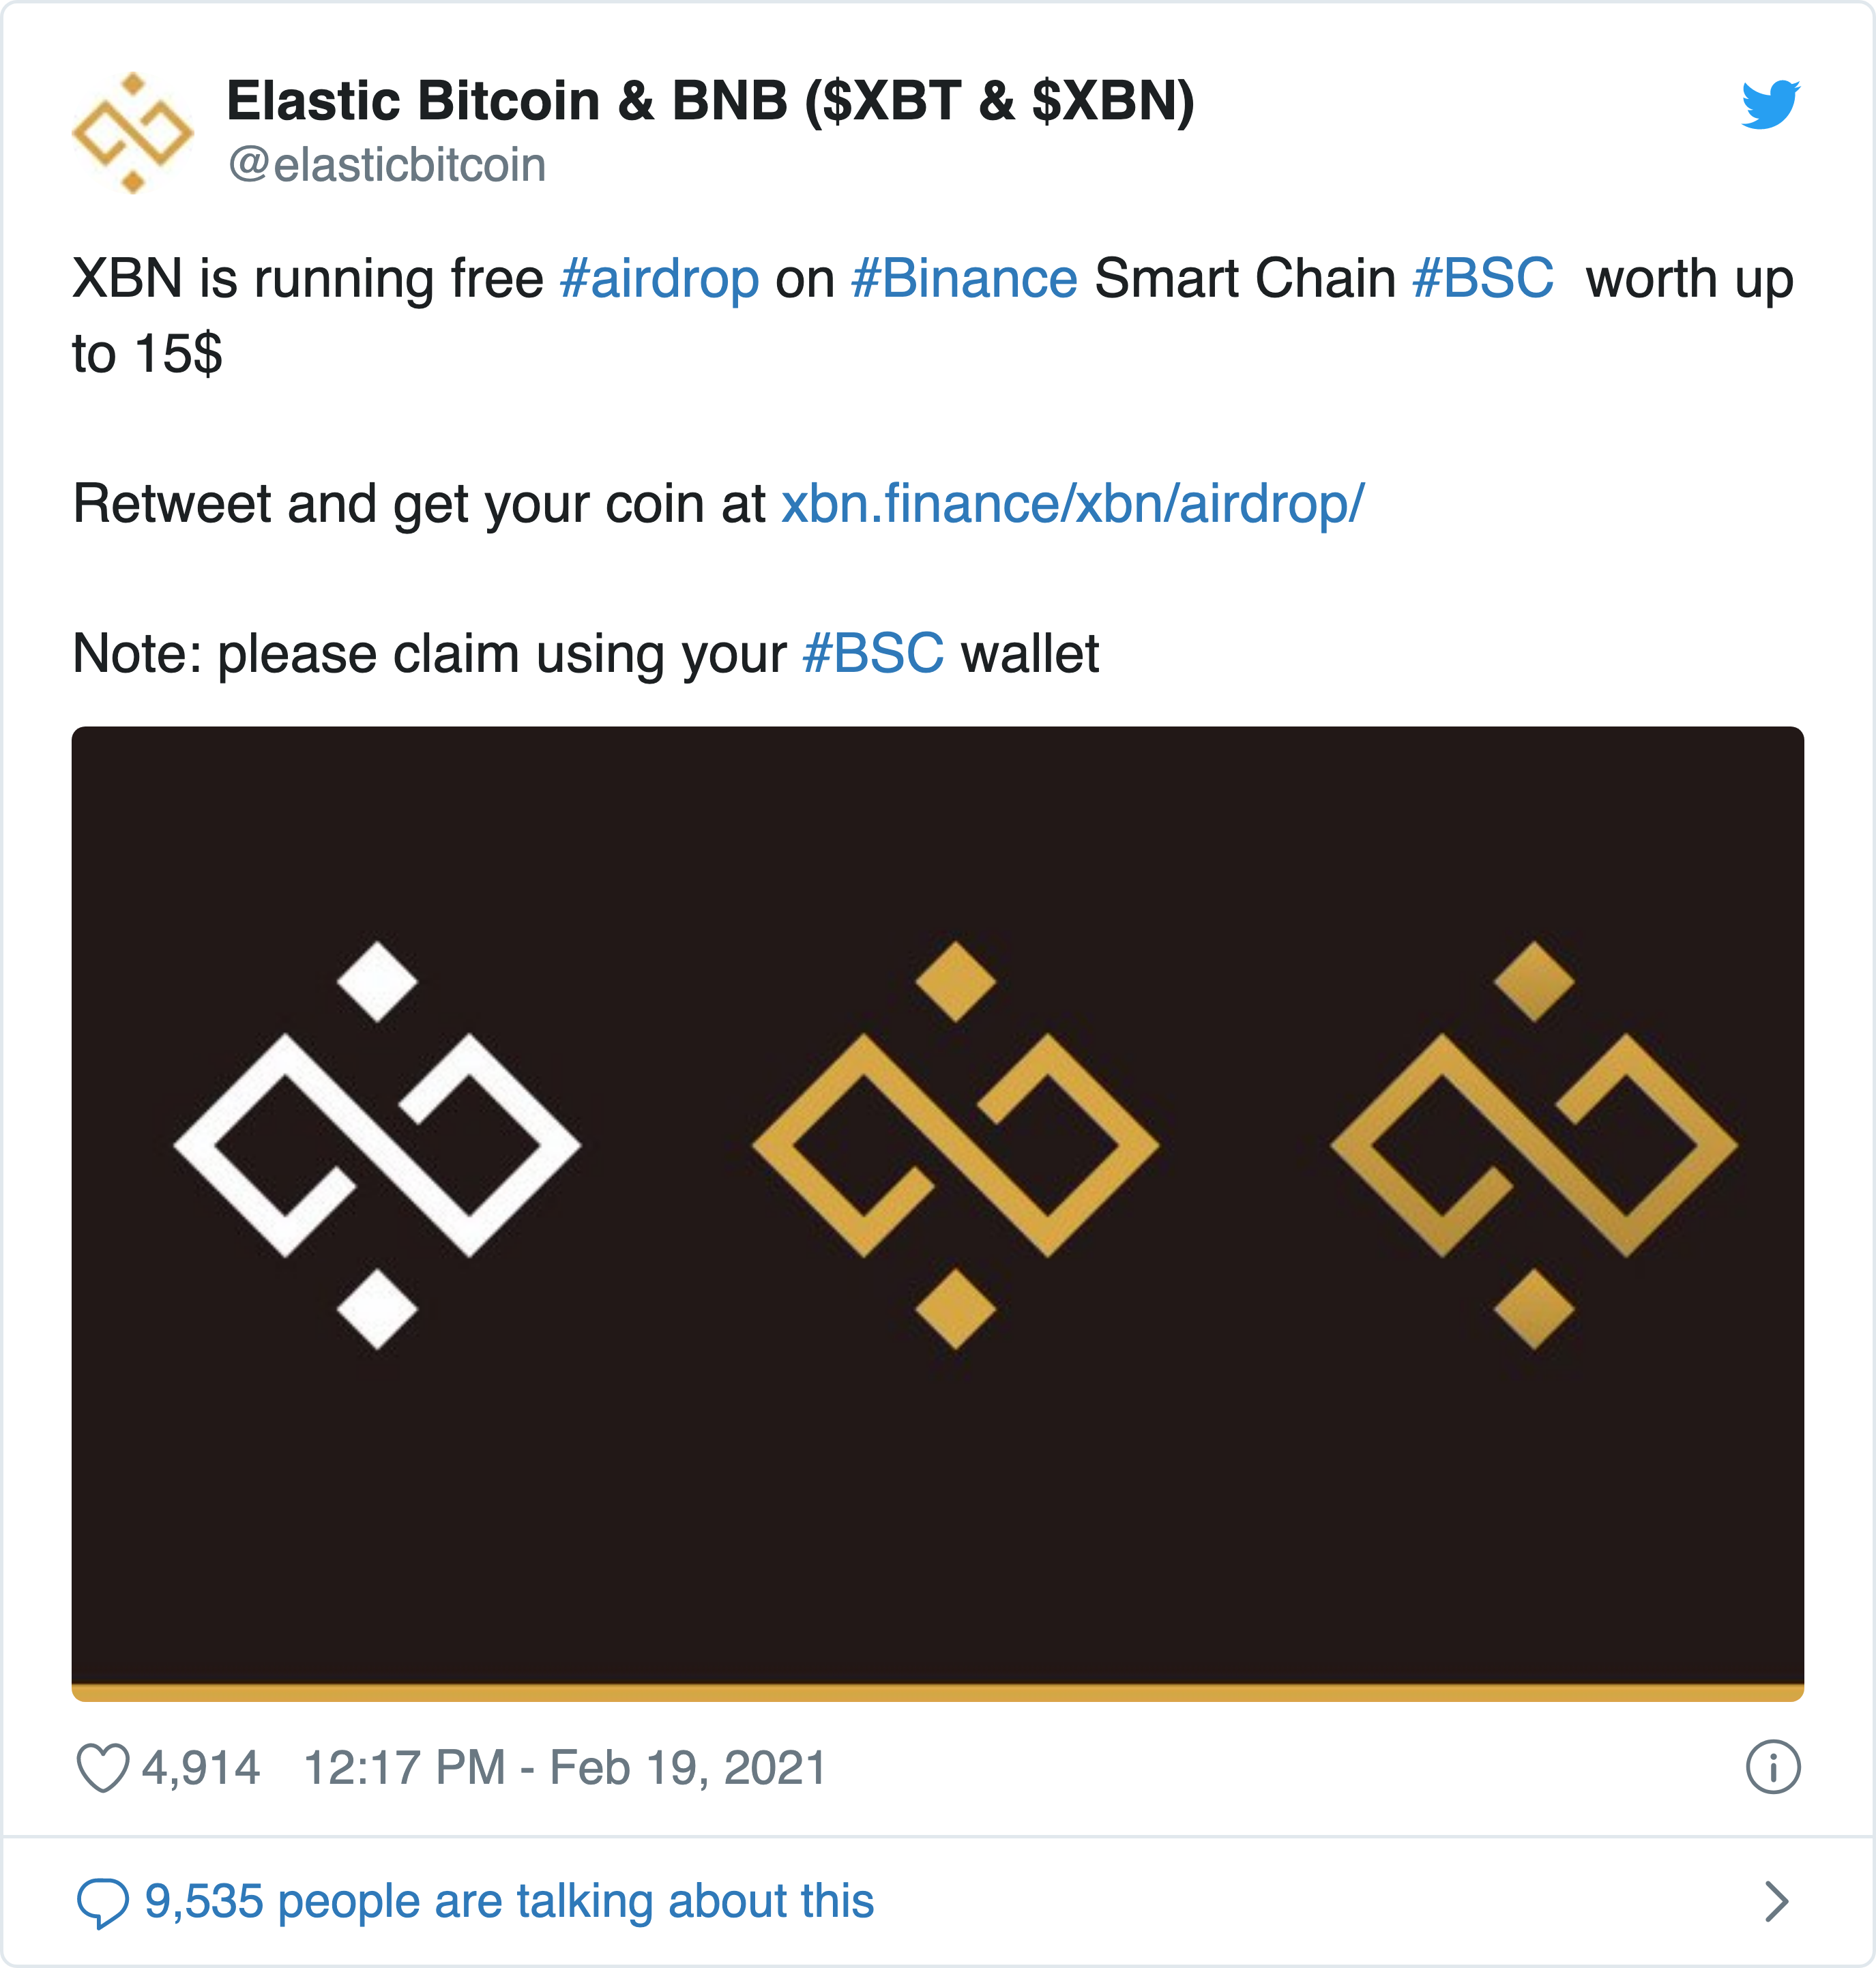 Elastic Bitcoin & BNB ($XBT & $XBN)
@elasticbitcoin
XBN is running free #airdrop on #Binance Smart Chain #BSC  worth up
to 15$
Retweet and get your coin at xbn.finance/xbn/airdrop/
Note: please claim using your #BSC wallet
4,914 12:17 PM - Feb 19, 2021
9,535 people are talking about this